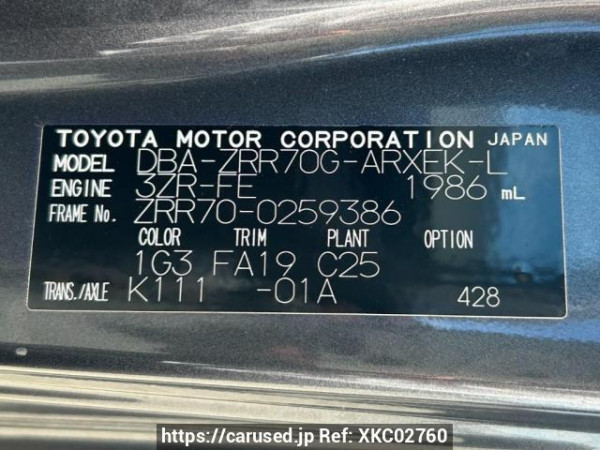 TOYOTA MOTOR CORPORATION JAPAN
MODEL DBA-ZRR70G-ARXEK-L
ENGINE 3ZR-FE 1986 mL
FRAME No. ZRR70-0259386
COLOR TRIM PLANT OPTION
1G3 FA19 C25
TRANS./AXLE K111 -01A 428
https://carused.jp Ref: XKC02760